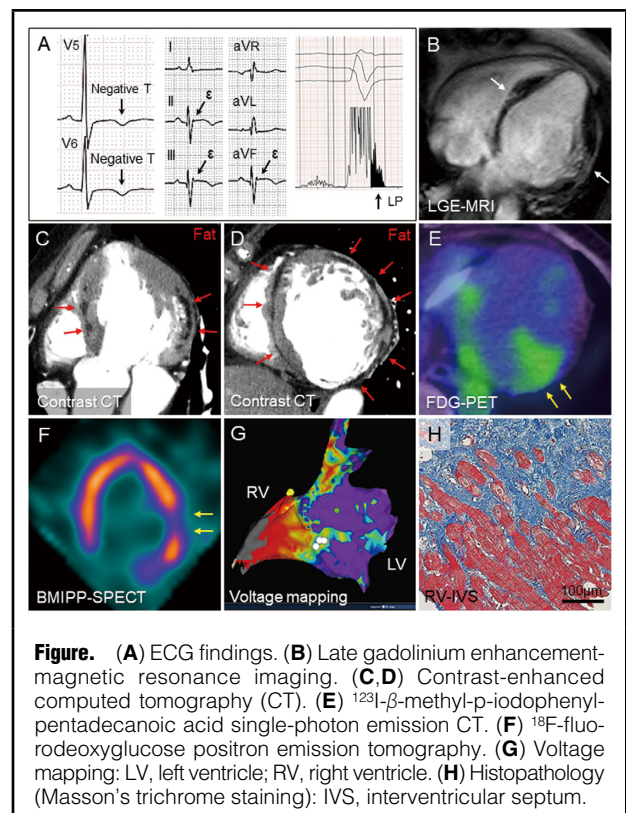 A
V5
Negative T
V6
Negative T
I
aVR
II
ε
aVL
III
ε
aVF
ε
LP
B
LGE-MRI
C
Fat
Contrast CT
D
Fat
Contrast CT
E
FDG-PET
F
BMIPP-SPECT
G
RV
LV
Voltage mapping
H
100µm
RV-IVS
Figure. (A) ECG findings. (B) Late gadolinium enhancement-
magnetic resonance imaging. (C,D) Contrast-enhanced
computed tomography (CT). (E) ¹²³I-β-methyl-p-iodophenyl-
pentadecanoic acid single-photon emission CT. (F) ¹⁸F-fluo-
rodeoxyglucose positron emission tomography. (G) Voltage
mapping: LV, left ventricle; RV, right ventricle. (H) Histopathology
(Masson's trichrome staining): IVS, interventricular septum.